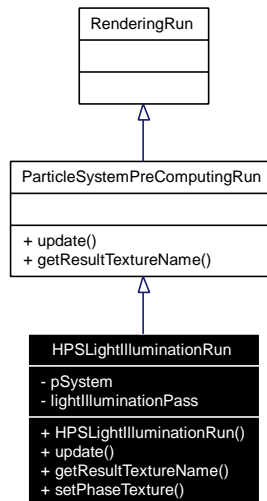 RenderingRun
ParticleSystemPreComputingRun
+ update()
+ getResultTextureName()
HPSLightIlluminationRun
- pSystem
- lightIlluminationPass
+ HPSLightIlluminationRun()
+ update()
+ getResultTextureName()
+ setPhaseTexture()